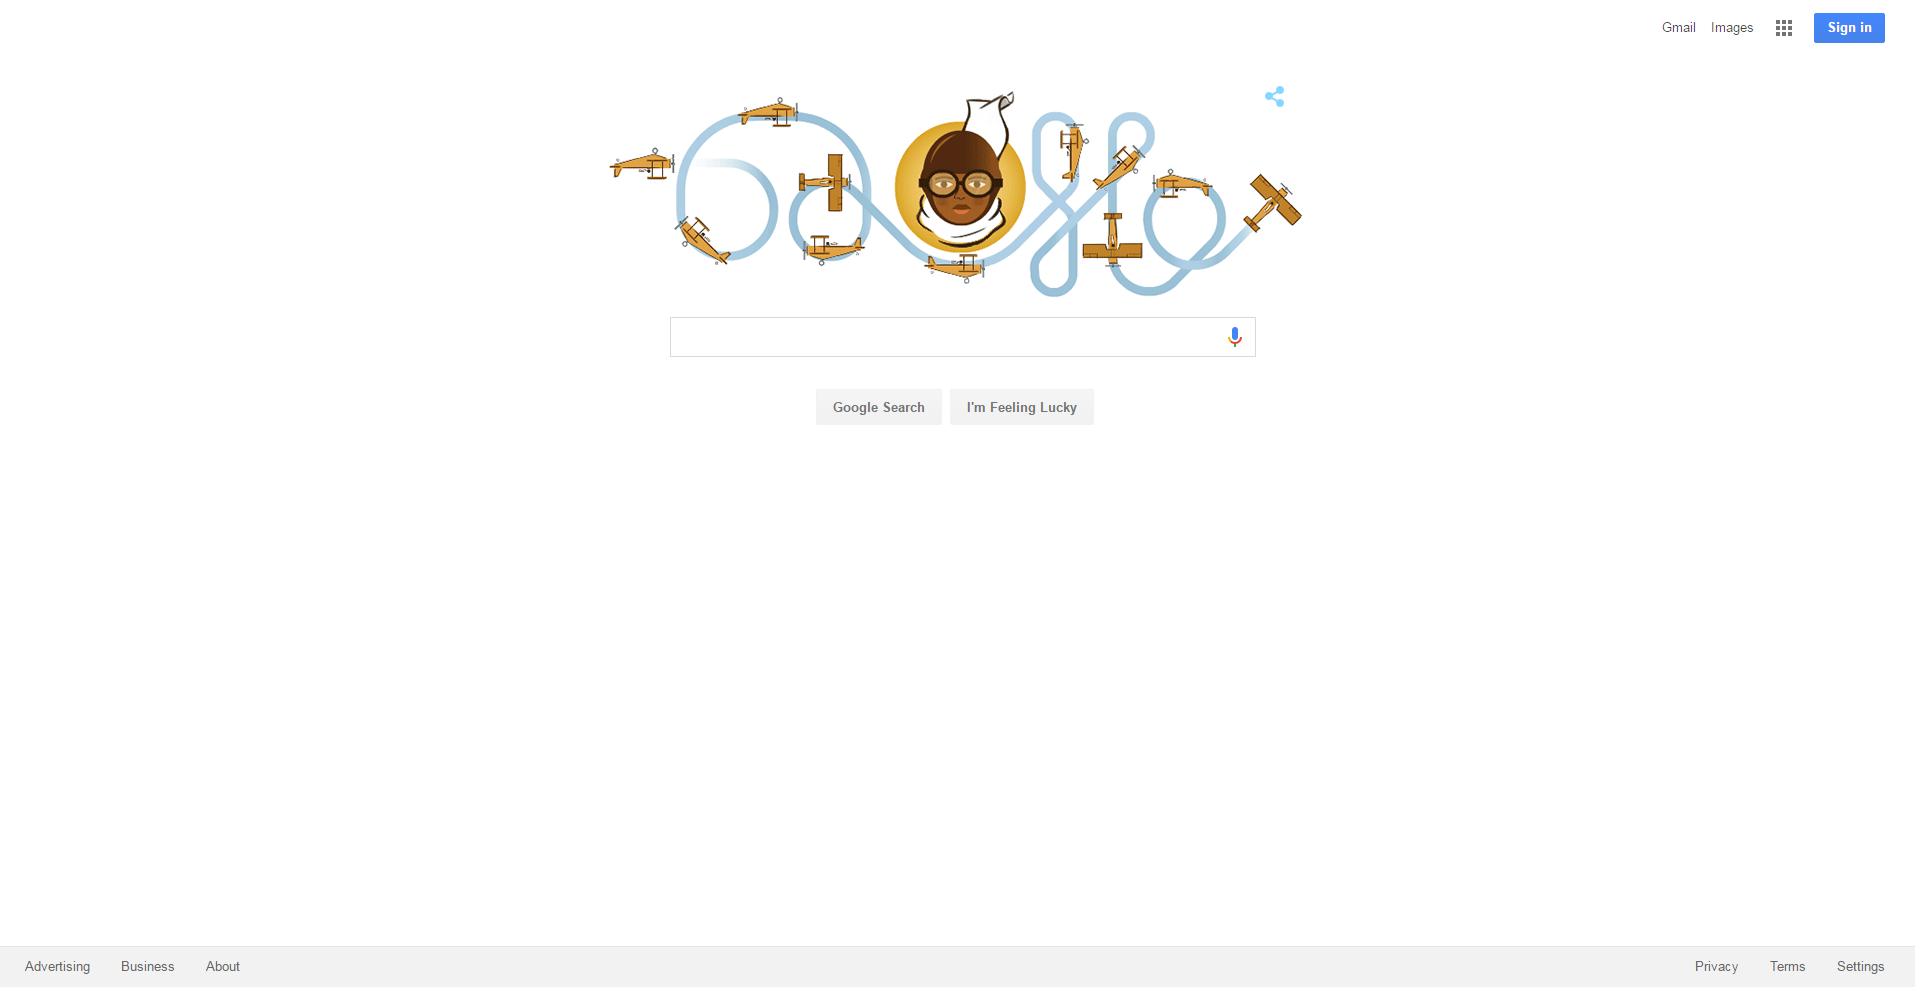 Gmail Images Sign in
Google Search I'm Feeling Lucky
Advertising Business About Privacy Terms Settings